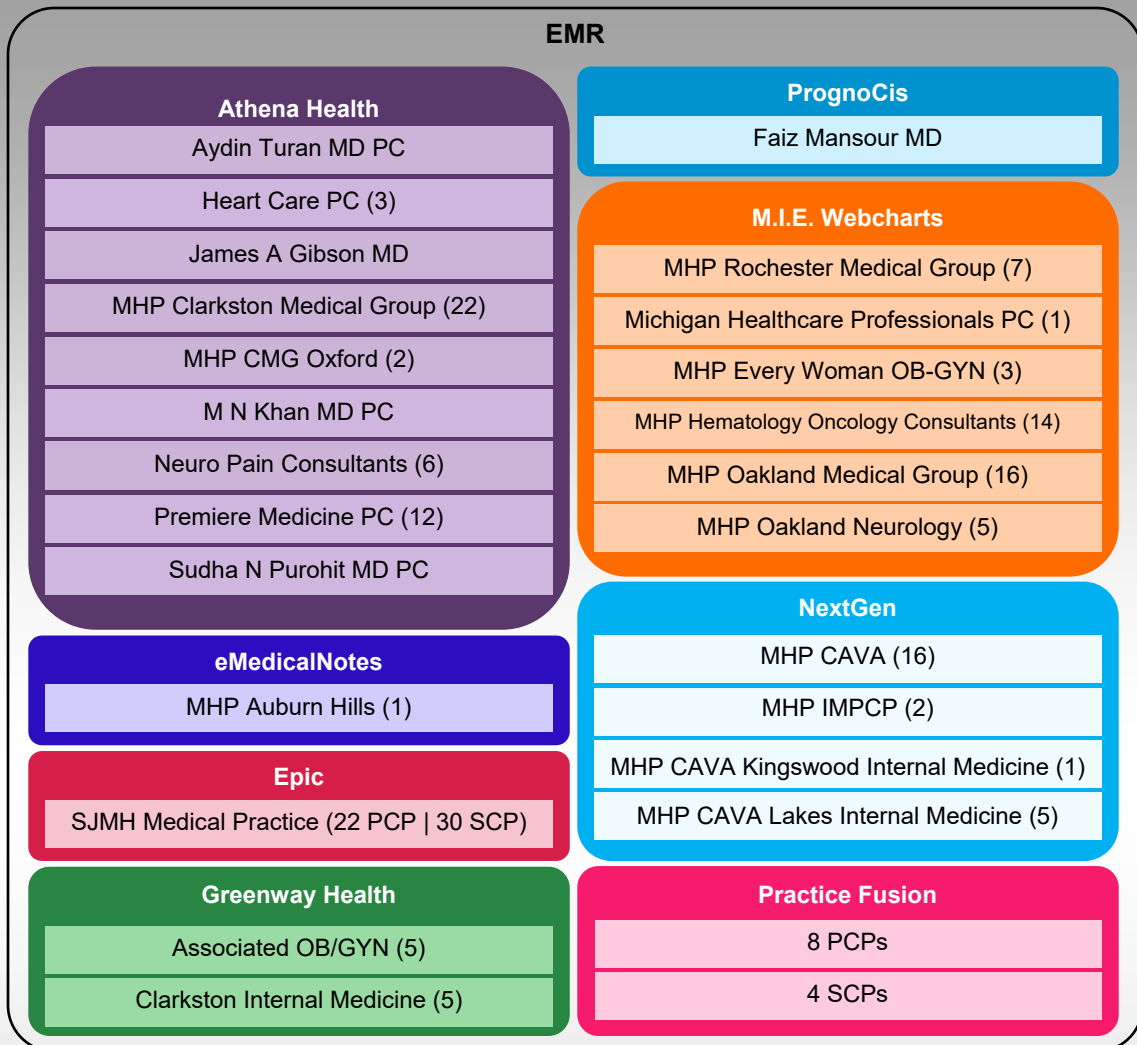 EMR
Athena Health
Aydin Turan MD PC
Heart Care PC (3)
James A Gibson MD
MHP Clarkston Medical Group (22)
MHP CMG Oxford (2)
M N Khan MD PC
Neuro Pain Consultants (6)
Premiere Medicine PC (12)
Sudha N Purohit MD PC
eMedicalNotes
MHP Auburn Hills (1)
Epic
SJMH Medical Practice (22 PCP | 30 SCP)
Greenway Health
Associated OB/GYN (5)
Clarkston Internal Medicine (5)
PrognoCis
Faiz Mansour MD
M.I.E. Webcharts
MHP Rochester Medical Group (7)
Michigan Healthcare Professionals PC (1)
MHP Every Woman OB-GYN (3)
MHP Hematology Oncology Consultants (14)
MHP Oakland Medical Group (16)
MHP Oakland Neurology (5)
NextGen
MHP CAVA (16)
MHP IMPCP (2)
MHP CAVA Kingswood Internal Medicine (1)
MHP CAVA Lakes Internal Medicine (5)
Practice Fusion
8 PCPs
4 SCPs